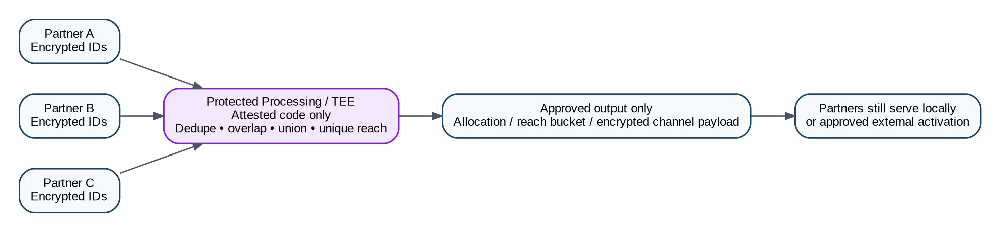 Partner A
Encrypted IDs
Partner B
Encrypted IDs
Partner C
Encrypted IDs
Protected Processing / TEE
Attested code only
Dedupe • overlap • union • unique reach
Approved output only
Allocation / reach bucket / encrypted channel payload
Partners still serve locally
or approved external activation